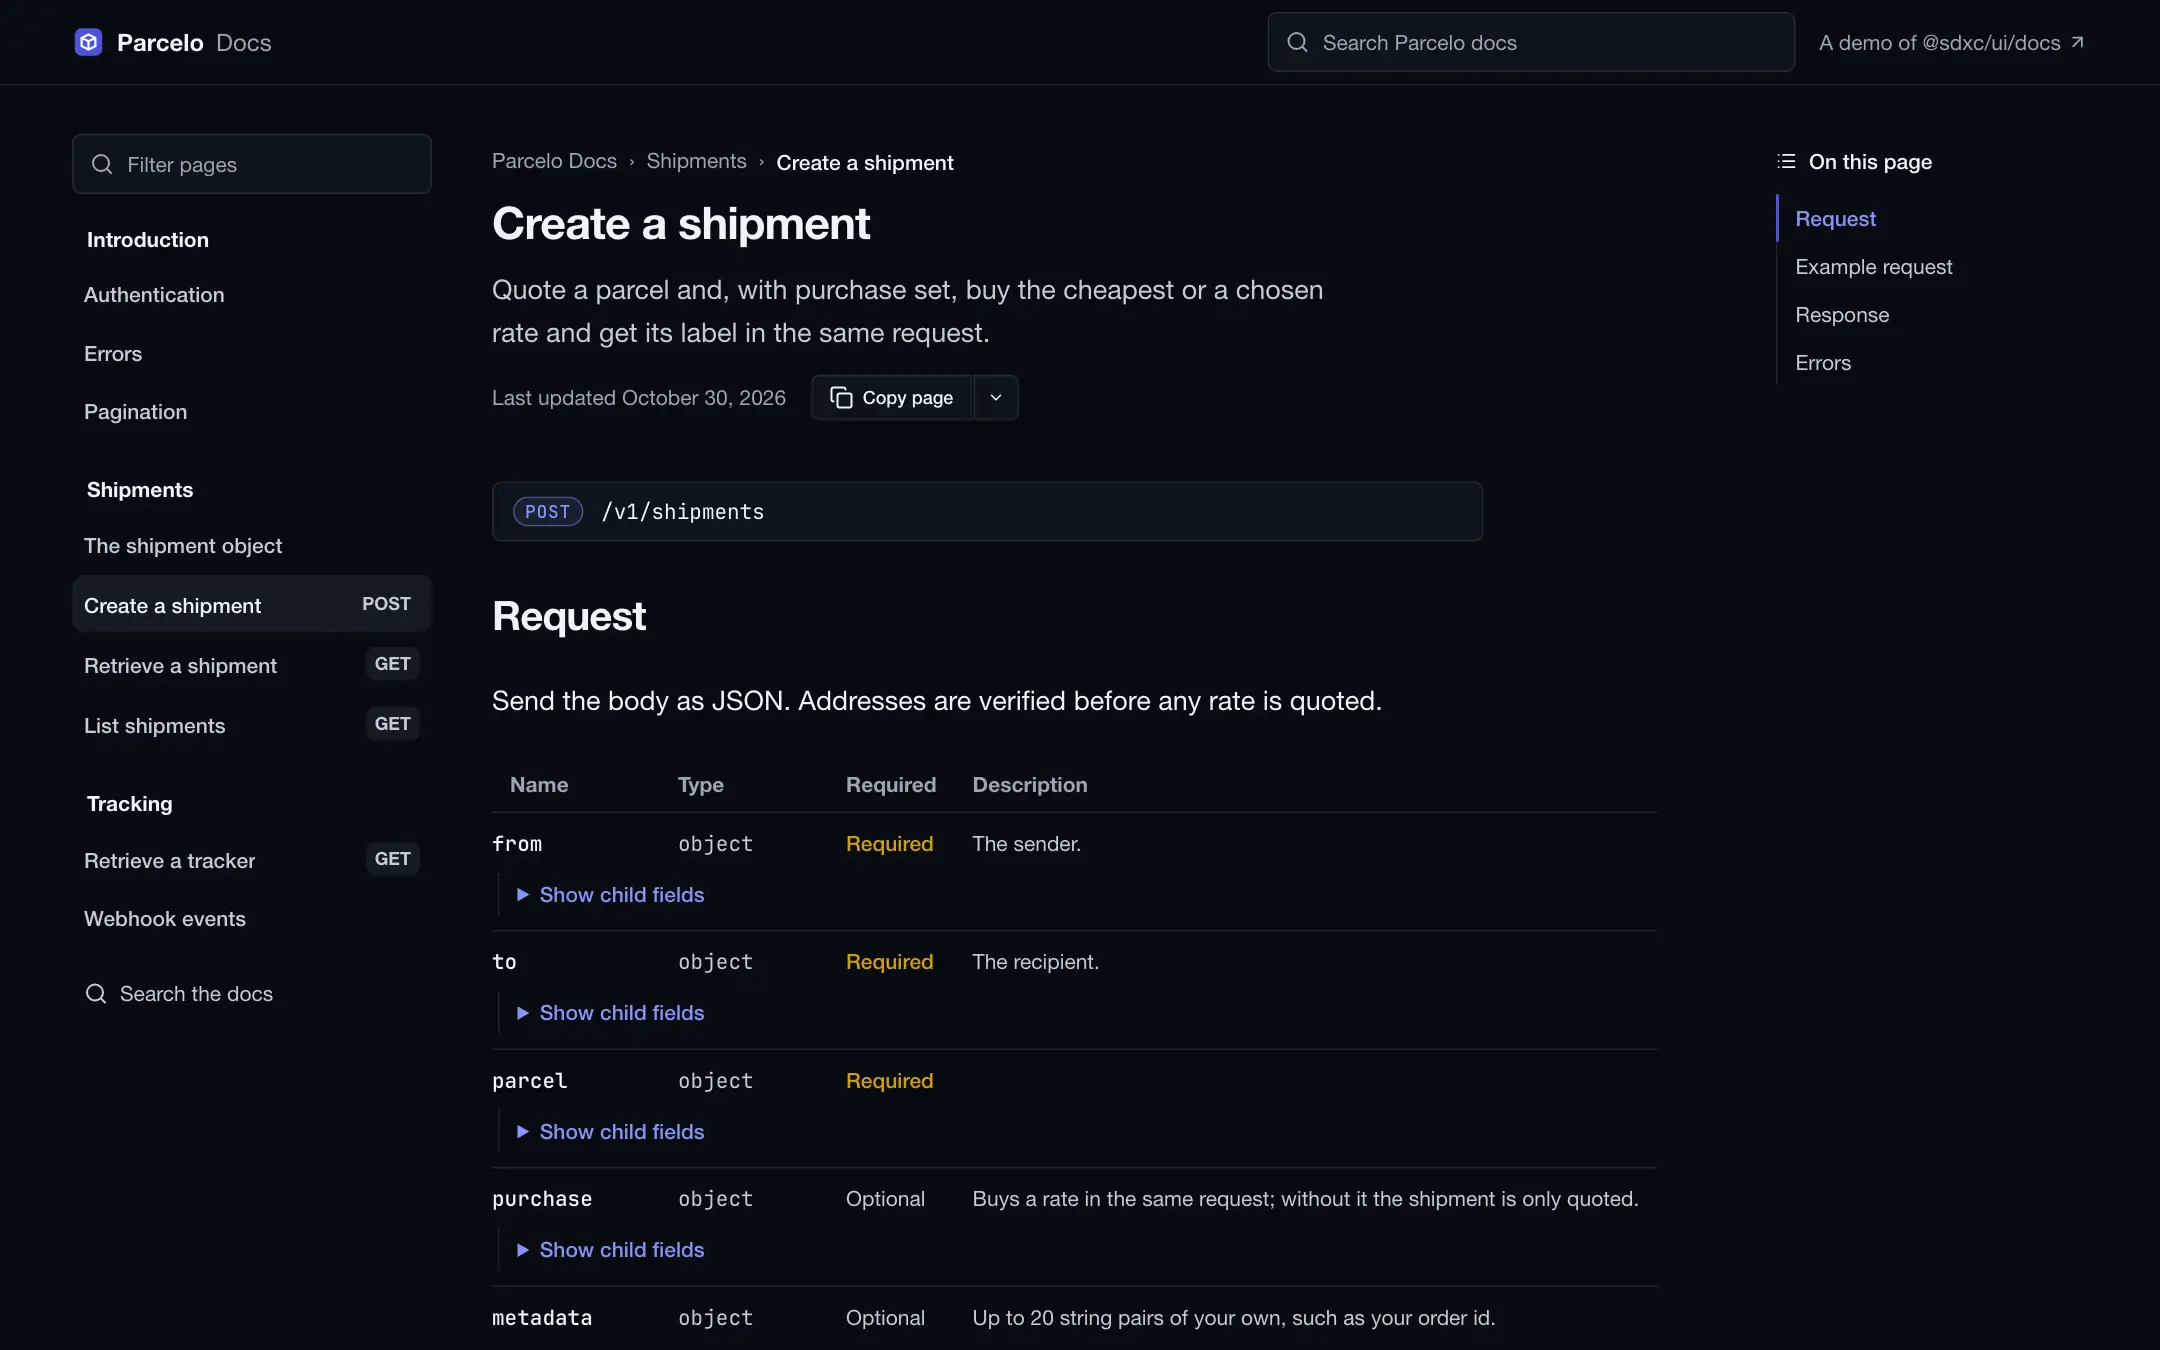 Parcelo Docs
Search Parcelo docs
A demo of @sdxc/ui/docs
Filter pages
Introduction
Authentication
Errors
Pagination
Shipments
The shipment object
Create a shipment POST
Retrieve a shipment GET
List shipments GET
Tracking
Retrieve a tracker GET
Webhook events
Search the docs
Parcelo Docs › Shipments › Create a shipment
Create a shipment
Quote a parcel and, with purchase set, buy the cheapest or a chosen
rate and get its label in the same request.
Last updated October 30, 2026 Copy page
POST /v1/shipments
Request
Send the body as JSON. Addresses are verified before any rate is quoted.
Name Type Required Description
from object Required The sender.
Show child fields
to object Required The recipient.
Show child fields
parcel object Required
Show child fields
purchase object Optional Buys a rate in the same request; without it the shipment is only quoted.
Show child fields
metadata object Optional Up to 20 string pairs of your own, such as your order id.
On this page
Request
Example request
Response
Errors